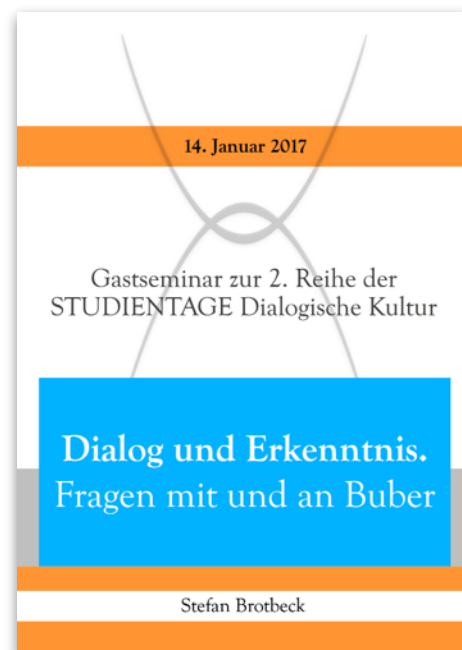 14. Januar 2017
Gastseminar zur 2. Reihe der
STUDIENTAGE Dialogische Kultur
Dialog und Erkenntnis.
Fragen mit und an Buber
Stefan Brotbeck